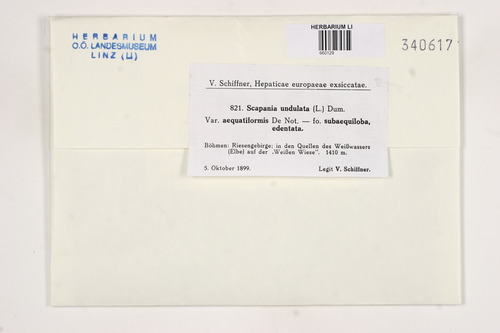 HERBARIUM
O.Ö. LANDESMUSEUM
LINZ (LI)
HERBARIUM LI
660129
340617
V. Schiffner, Hepaticae europaeae exsiccatae.
821. Scapania undulata (L.) Dum.
Var. aequatiformis De Not. — fo. subaequiloba,
edentata.
Böhmen: Riesengebirge; in den Quellen des Weißwassers
(Elbe) auf der „Weißen Wiese". 1410 m.
5. Oktober 1899.
Legit V. Schiffner.